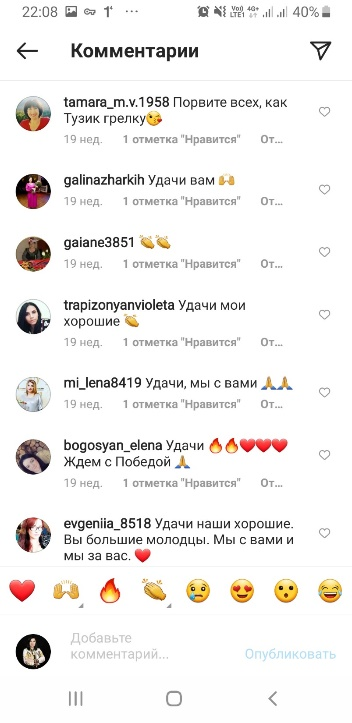 22:08 Vo) 4G+ LTE1 40%
Комментарии
tamara_m.v.1958 Порвите всех, как
Тузик грелку😘
19 нед. 1 отметка "Нравится" От...
galinazharkih Удачи вам 🙌
19 нед. 1 отметка "Нравится" От...
gaiane3851 👏👏
19 нед. 1 отметка "Нравится" От...
trapizonyanvioleta Удачи мои
хорошие 👏
19 нед. 1 отметка "Нравится" От...
mi_lena8419 Удачи, мы с вами 🙏🙏
19 нед. 1 отметка "Нравится" От...
bogosyan_elena Удачи 🔥🔥❤️❤️❤️
Ждем с Победой 🙏
19 нед. 1 отметка "Нравится" От...
evgeniia_8518 Удачи наши хорошие.
Вы большие молодцы. Мы с вами и
мы за вас. ❤️
❤️ 🙌 🔥 👏 😢 😍 😮 😂
Добавьте
комментарий... Опубликовать